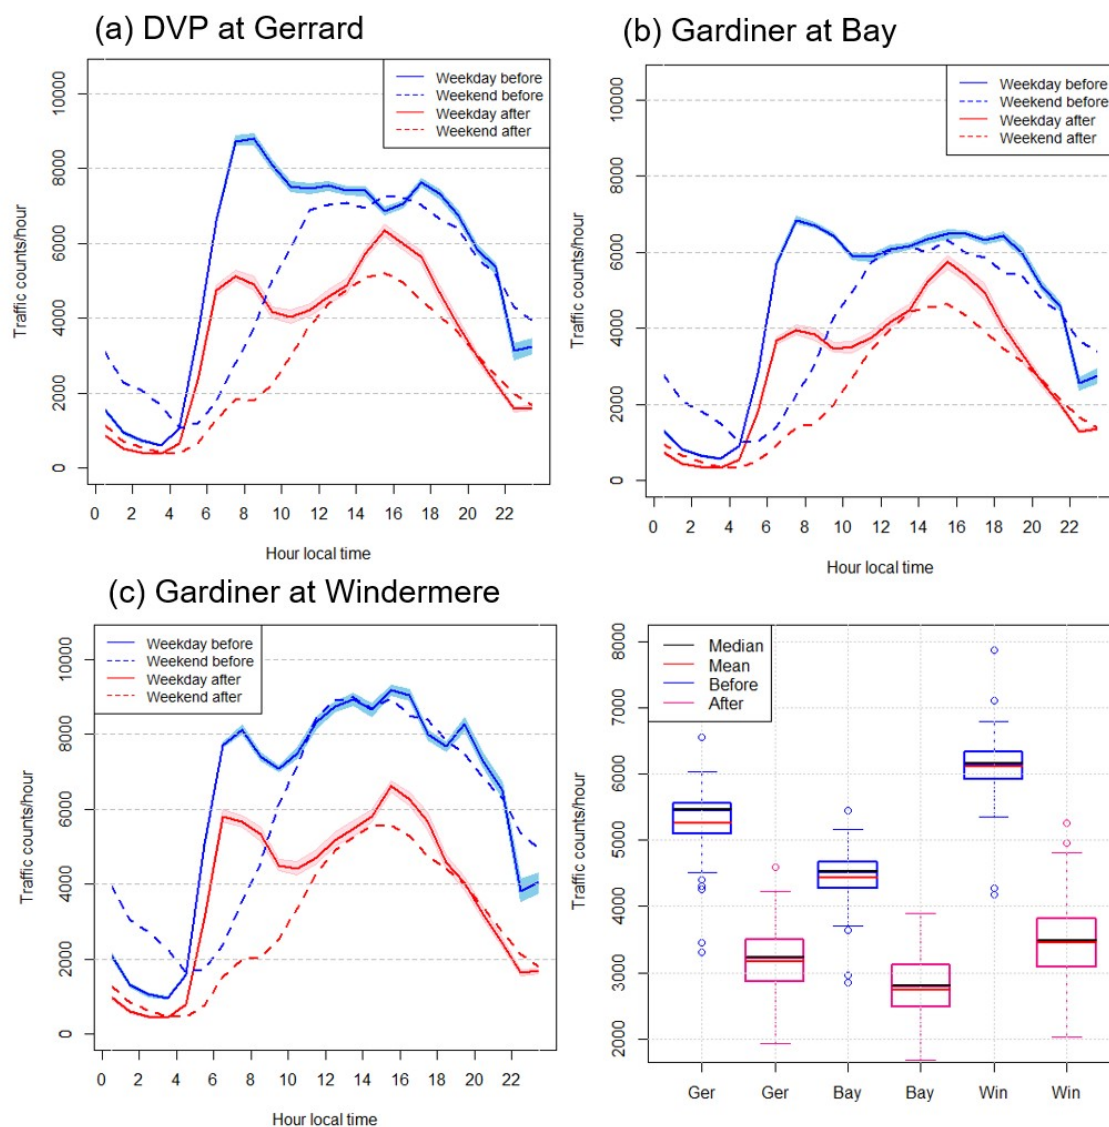 (a) DVP at Gerrard
Weekday before
Weekend before
Weekday after
Weekend after
Traffic counts/hour
10000
8000
6000
4000
2000
0
0 2 4 6 8 10 12 14 16 18 20 22
Hour local time
(b) Gardiner at Bay
Weekday before
Weekend before
Weekday after
Weekend after
Traffic counts/hour
10000
8000
6000
4000
2000
0
0 2 4 6 8 10 12 14 16 18 20 22
Hour local time
(c) Gardiner at Windermere
Weekday before
Weekend before
Weekday after
Weekend after
Traffic counts/hour
10000
8000
6000
4000
2000
0
0 2 4 6 8 10 12 14 16 18 20 22
Hour local time
Median
Mean
Before
After
Traffic counts/hour
8000
7000
6000
5000
4000
3000
2000
Ger Ger Bay Bay Win Win